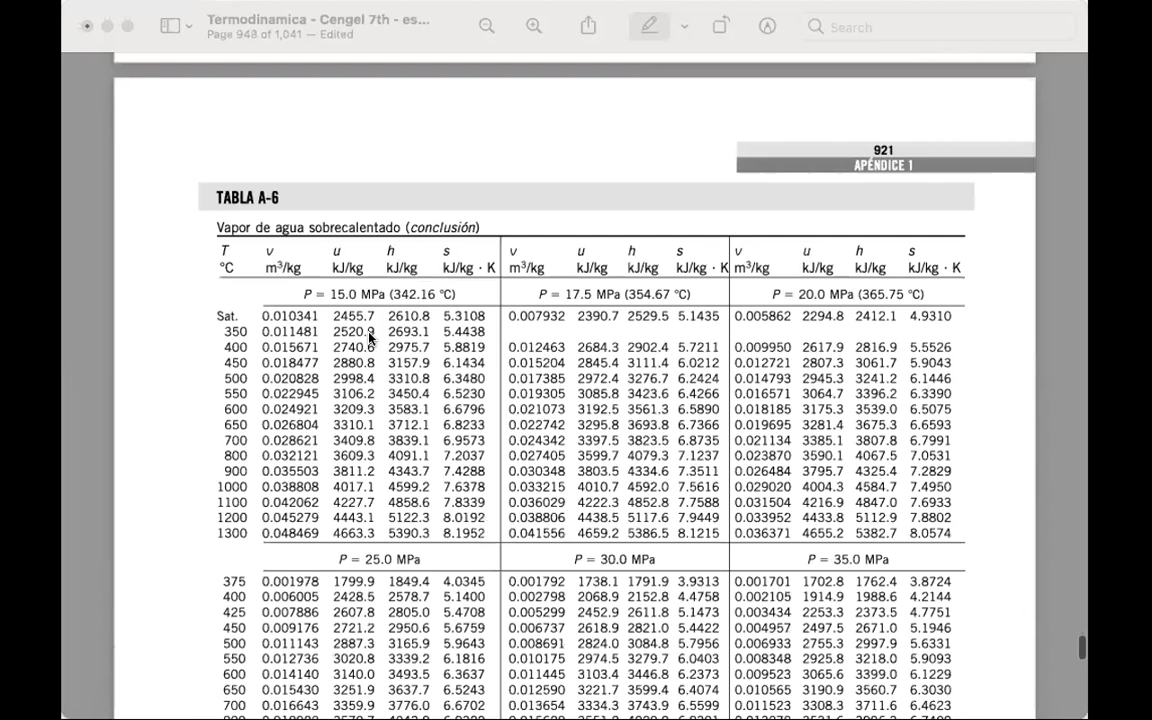 Termodinamica - Cengel 7th - es...
Page 948 of 1,041 — Edited
Search
921
APÉNDICE 1
TABLA A-6
Vapor de agua sobrecalentado (conclusión)
T v u h s v u h s v u h s
°C m³/kg kJ/kg kJ/kg kJ/kg · K m³/kg kJ/kg kJ/kg kJ/kg · K m³/kg kJ/kg kJ/kg kJ/kg · K
P = 15.0 MPa (342.16 °C) P = 17.5 MPa (354.67 °C) P = 20.0 MPa (365.75 °C)
Sat. 0.010341 2455.7 2610.8 5.3108 0.007932 2390.7 2529.5 5.1435 0.005862 2294.8 2412.1 4.9310
350 0.011481 2520.9 2693.1 5.4438
400 0.015671 2740.6 2975.7 5.8819 0.012463 2684.3 2902.4 5.7211 0.009950 2617.9 2816.9 5.5526
450 0.018477 2880.8 3157.9 6.1434 0.015204 2845.4 3111.4 6.0212 0.012721 2807.3 3061.7 5.9043
500 0.020828 2998.4 3310.8 6.3480 0.017385 2972.4 3276.7 6.2424 0.014793 2945.3 3241.2 6.1446
550 0.022945 3106.2 3450.4 6.5230 0.019305 3085.8 3423.6 6.4266 0.016571 3064.7 3396.2 6.3390
600 0.024921 3209.3 3583.1 6.6796 0.021073 3192.5 3561.3 6.5890 0.018185 3175.3 3539.0 6.5075
650 0.026804 3310.1 3712.1 6.8233 0.022742 3295.8 3693.8 6.7366 0.019695 3281.4 3675.3 6.6593
700 0.028621 3409.8 3839.1 6.9573 0.024342 3397.5 3823.5 6.8735 0.021134 3385.1 3807.8 6.7991
800 0.032121 3609.3 4091.1 7.2037 0.027405 3599.7 4079.3 7.1237 0.023870 3590.1 4067.5 7.0531
900 0.035503 3811.2 4343.7 7.4288 0.030348 3803.5 4334.6 7.3511 0.026484 3795.7 4325.4 7.2829
1000 0.038808 4017.1 4599.2 7.6378 0.033215 4010.7 4592.0 7.5616 0.029020 4004.3 4584.7 7.4950
1100 0.042062 4227.7 4858.6 7.8339 0.036029 4222.3 4852.8 7.7588 0.031504 4216.9 4847.0 7.6933
1200 0.045279 4443.1 5122.3 8.0192 0.038806 4438.5 5117.6 7.9449 0.033952 4433.8 5112.9 7.8802
1300 0.048469 4663.3 5390.3 8.1952 0.041556 4659.2 5386.5 8.1215 0.036371 4655.2 5382.7 8.0574
P = 25.0 MPa P = 30.0 MPa P = 35.0 MPa
375 0.001978 1799.9 1849.4 4.0345 0.001792 1738.1 1791.9 3.9313 0.001701 1702.8 1762.4 3.8724
400 0.006005 2428.5 2578.7 5.1400 0.002798 2068.9 2152.8 4.4758 0.002105 1914.9 1988.6 4.2144
425 0.007886 2607.8 2805.0 5.4708 0.005299 2452.9 2611.8 5.1473 0.003434 2253.3 2373.5 4.7751
450 0.009176 2721.2 2950.6 5.6759 0.006737 2618.9 2821.0 5.4422 0.004957 2497.5 2671.0 5.1946
500 0.011143 2887.3 3165.9 5.9643 0.008691 2824.0 3084.8 5.7956 0.006933 2755.3 2997.9 5.6331
550 0.012736 3020.8 3339.2 6.1816 0.010175 2974.5 3279.7 6.0403 0.008348 2925.8 3218.0 5.9093
600 0.014140 3140.0 3493.5 6.3637 0.011445 3103.4 3446.8 6.2373 0.009523 3065.6 3399.0 6.1229
650 0.015430 3251.9 3637.7 6.5243 0.012590 3221.7 3599.4 6.4074 0.010565 3190.9 3560.7 6.3030
700 0.016643 3359.9 3776.0 6.6702 0.013654 3334.3 3743.9 6.5599 0.011523 3308.3 3711.6 6.4623